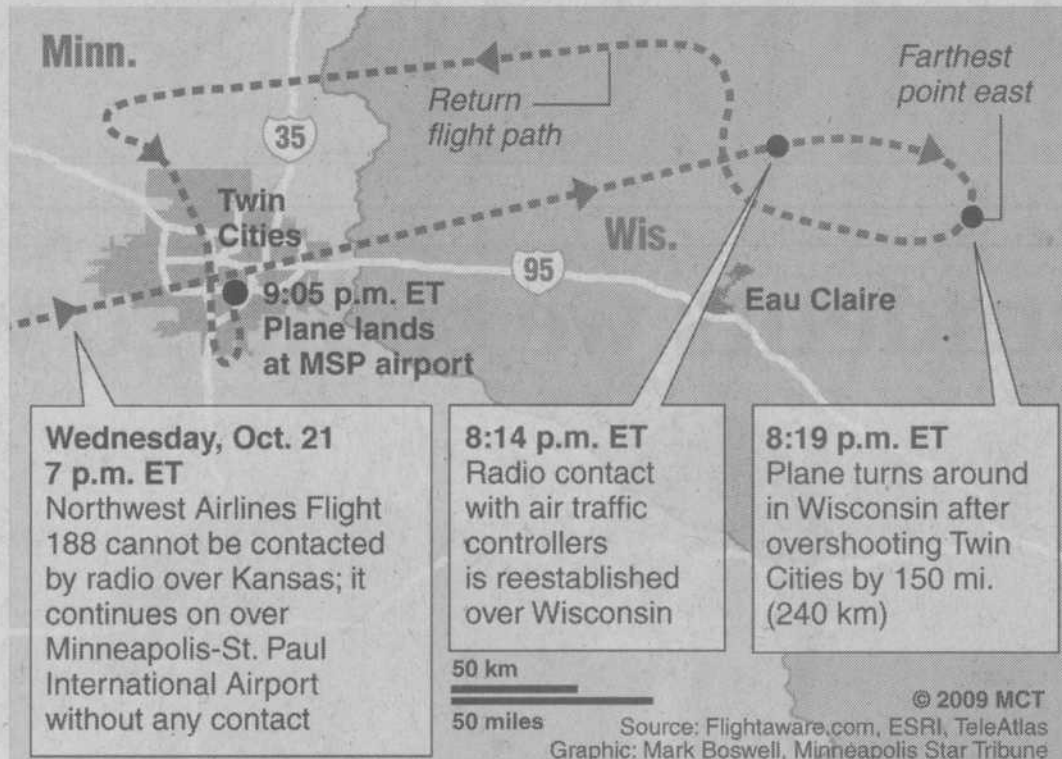 Minn.
Return
flight path
Farthest
point east
35
Twin
Cities
Wis.
95
9:05 p.m. ET
Plane lands
at MSP airport
Eau Claire
Wednesday, Oct. 21
7 p.m. ET
Northwest Airlines Flight
188 cannot be contacted
by radio over Kansas; it
continues on over
Minneapolis-St. Paul
International Airport
without any contact
8:14 p.m. ET
Radio contact
with air traffic
controllers
is reestablished
over Wisconsin
8:19 p.m. ET
Plane turns around
in Wisconsin after
overshooting Twin
Cities by 150 mi.
(240 km)
50 km
50 miles
© 2009 MCT
Source: Flightaware.com, ESRI, TeleAtlas
Graphic: Mark Boswell, Minneapolis Star Tribune